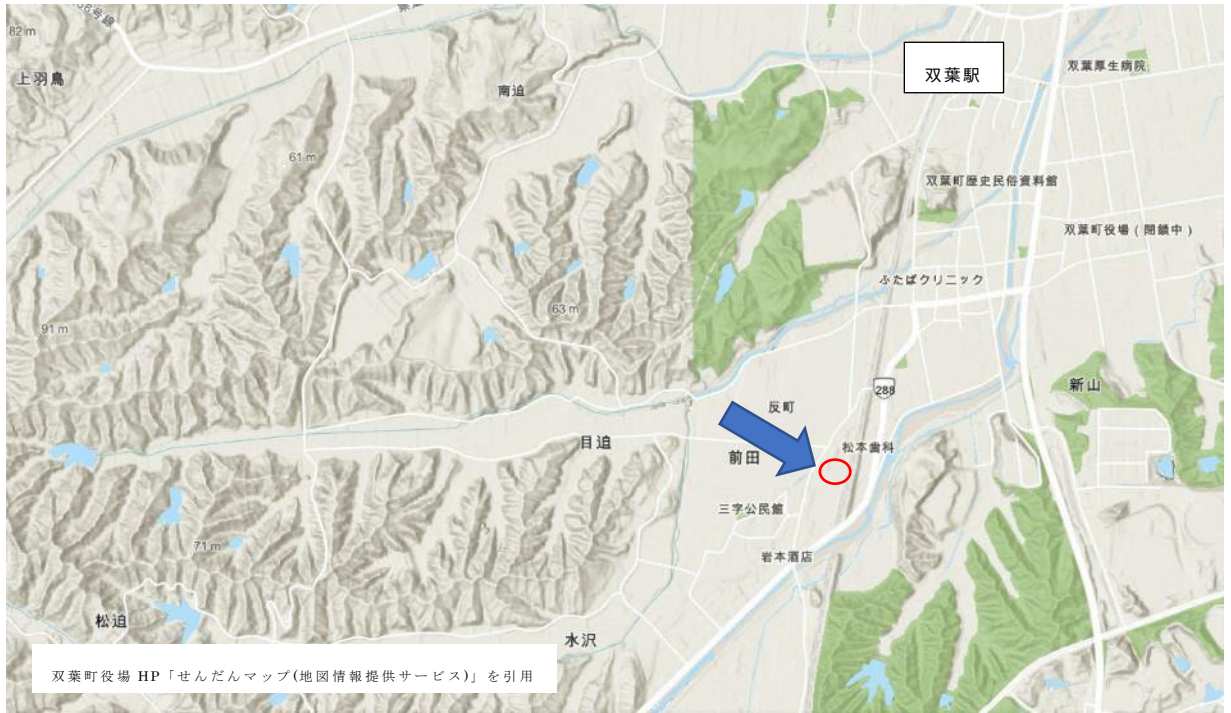 82m
上羽鳥
南迫
双葉駅
双葉厚生病院
61m
双葉町歴史民俗資料館
双葉町役場(閉鎖中)
ふたばクリニック
63m
91m
288
新山
反町
目迫
前田
松本歯科
三字公民館
71m
岩本酒店
松迫
水沢
双葉町役場 HP「せんだんマップ(地図情報提供サービス)」を引用